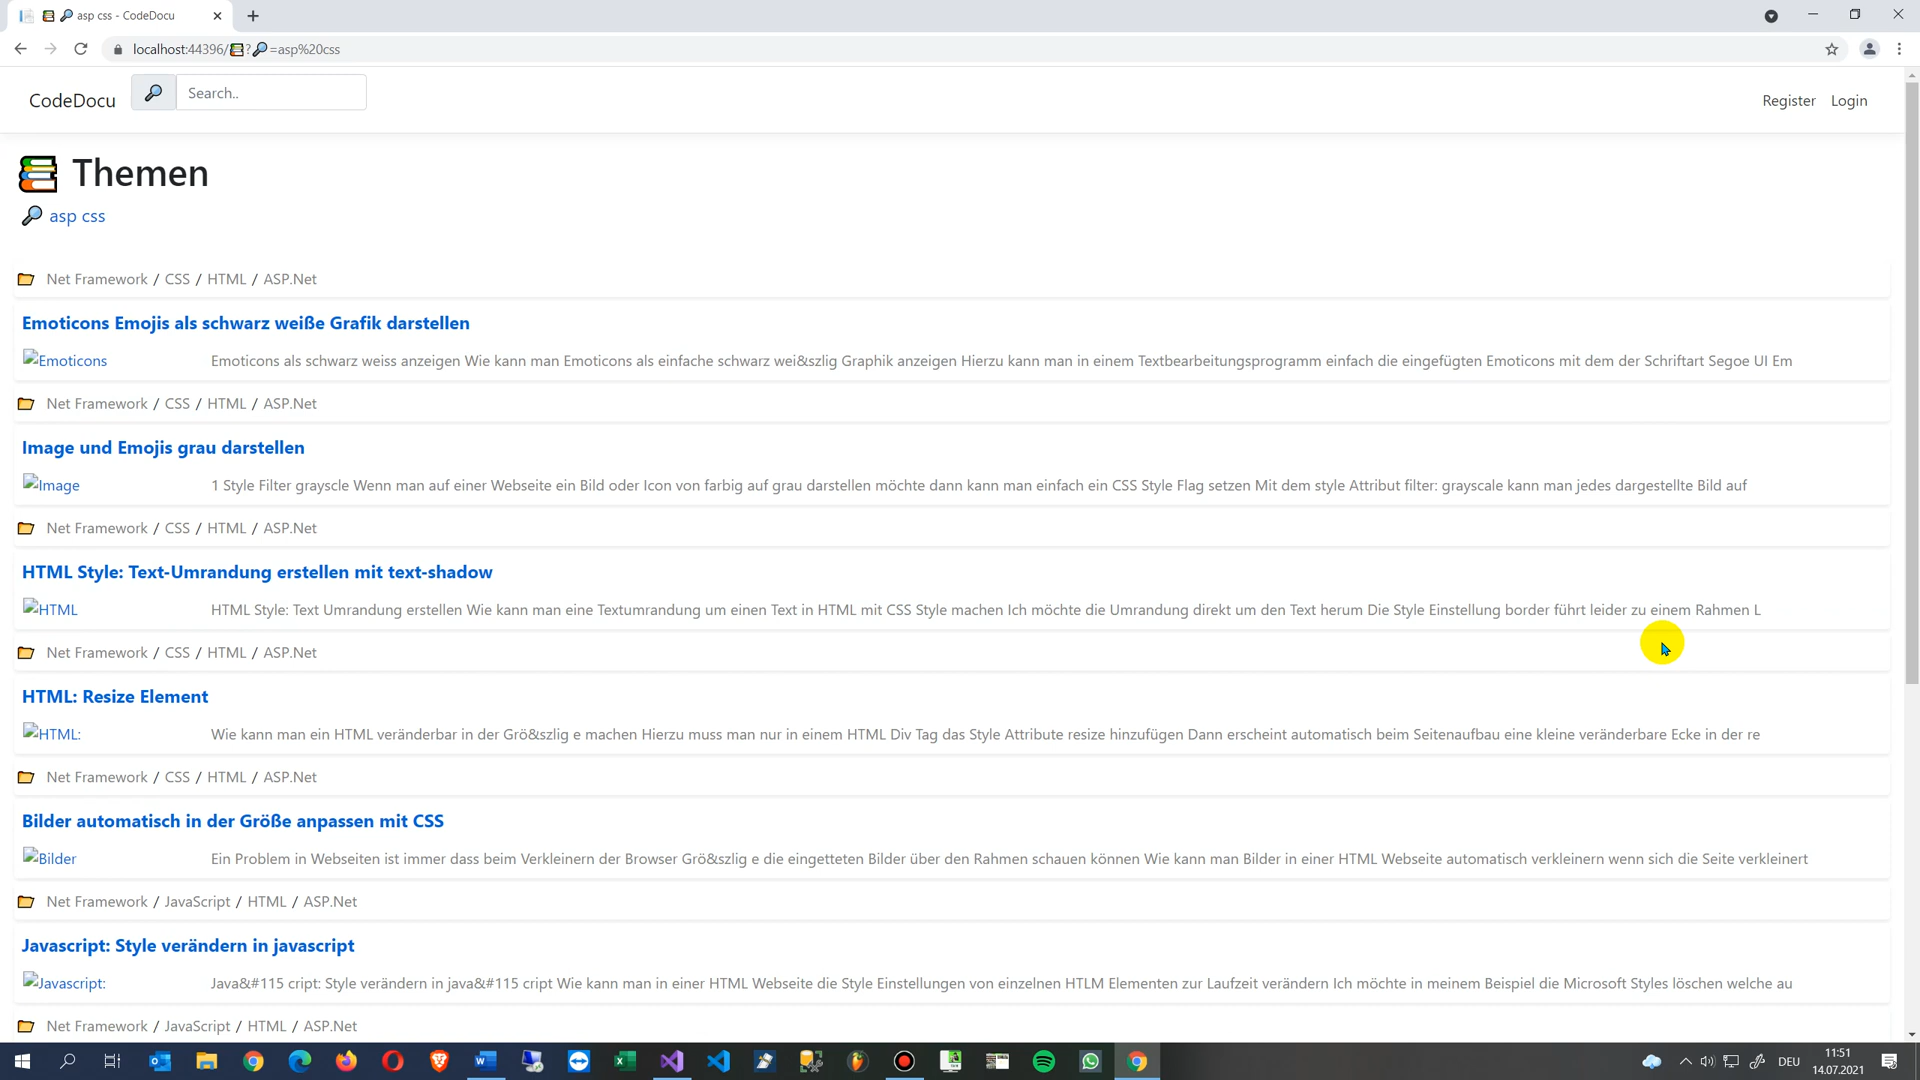 asp css - CodeDocu
localhost:44396/📚?🔎=asp%20css
CodeDocu
Search..
Register
Login
Themen
asp css
Net Framework / CSS / HTML / ASP.Net
Emoticons Emojis als schwarz weiße Grafik darstellen
Emoticons
Emoticons als schwarz weiss anzeigen Wie kann man Emoticons als einfache schwarz wei&szlig Graphik anzeigen Hierzu kann man in einem Textbearbeitungsprogramm einfach die eingefügten Emoticons mit dem der Schriftart Segoe UI Em
Net Framework / CSS / HTML / ASP.Net
Image und Emojis grau darstellen
Image
1 Style Filter grayscle Wenn man auf einer Webseite ein Bild oder Icon von farbig auf grau darstellen möchte dann kann man einfach ein CSS Style Flag setzen Mit dem style Attribut filter: grayscale kann man jedes dargestellte Bild auf
Net Framework / CSS / HTML / ASP.Net
HTML Style: Text-Umrandung erstellen mit text-shadow
HTML
HTML Style: Text Umrandung erstellen Wie kann man eine Textumrandung um einen Text in HTML mit CSS Style machen Ich möchte die Umrandung direkt um den Text herum Die Style Einstellung border führt leider zu einem Rahmen L
Net Framework / CSS / HTML / ASP.Net
HTML: Resize Element
HTML:
Wie kann man ein HTML veränderbar in der Grö&szlig e machen Hierzu muss man nur in einem HTML Div Tag das Style Attribute resize hinzufügen Dann erscheint automatisch beim Seitenaufbau eine kleine veränderbare Ecke in der re
Net Framework / CSS / HTML / ASP.Net
Bilder automatisch in der Größe anpassen mit CSS
Bilder
Ein Problem in Webseiten ist immer dass beim Verkleinern der Browser Grö&szlig e die eingetteten Bilder über den Rahmen schauen können Wie kann man Bilder in einer HTML Webseite automatisch verkleinern wenn sich die Seite verkleinert
Net Framework / JavaScript / HTML / ASP.Net
Javascript: Style verändern in javascript
Javascript:
Java&#115 cript: Style verändern in java&#115 cript Wie kann man in einer HTML Webseite die Style Einstellungen von einzelnen HTLM Elementen zur Laufzeit verändern Ich möchte in meinem Beispiel die Microsoft Styles löschen welche au
Net Framework / JavaScript / HTML / ASP.Net
DEU
11:51
14.07.2021